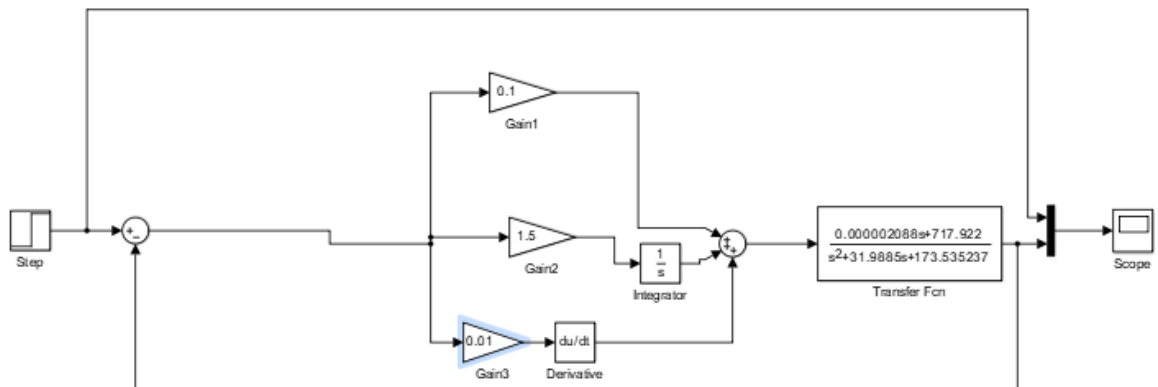 0.1
Gain1
+
−
Step
1.5
Gain2
1
s
Integrator
+
+
+
0.000002088s+717.922
s2+31.9885s+173.535237
Transfer Fcn
Scope
0.01
Gain3
du/dt
Derivative